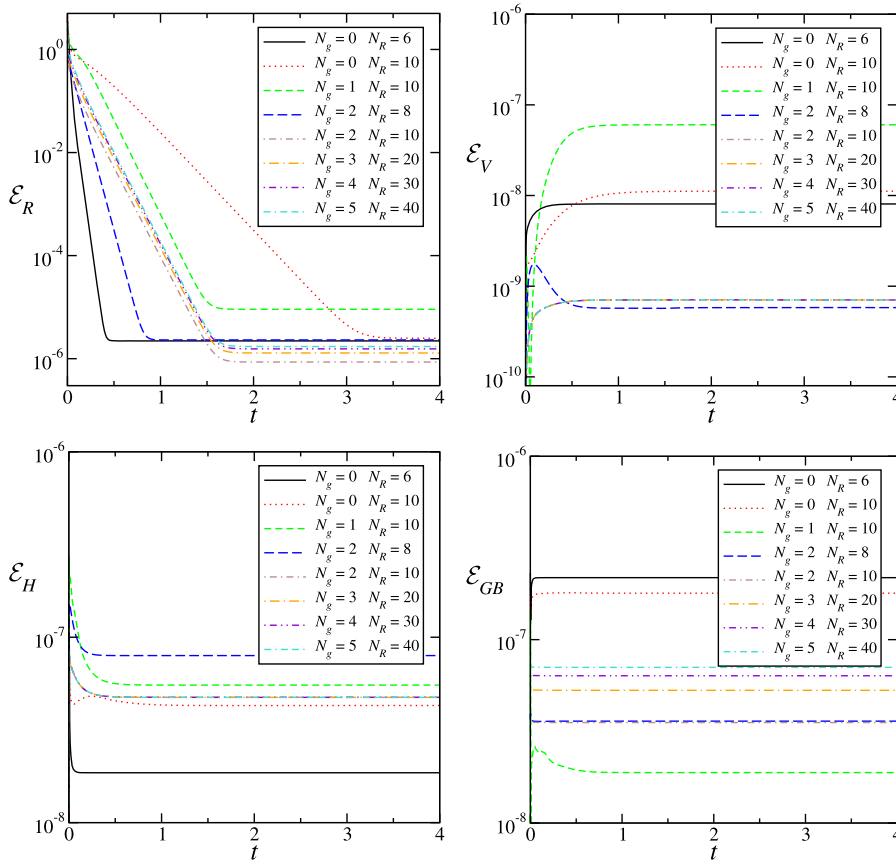 10^0
10^-2
10^-4
10^-6
ℰ_R
N_g = 0 N_R = 6
N_g = 0 N_R = 10
N_g = 1 N_R = 10
N_g = 2 N_R = 8
N_g = 2 N_R = 10
N_g = 3 N_R = 20
N_g = 4 N_R = 30
N_g = 5 N_R = 40
0 1 2 3 4
t
10^-6
10^-7
10^-8
10^-9
10^-10
ℰ_V
N_g = 0 N_R = 6
N_g = 0 N_R = 10
N_g = 1 N_R = 10
N_g = 2 N_R = 8
N_g = 2 N_R = 10
N_g = 3 N_R = 20
N_g = 4 N_R = 30
N_g = 5 N_R = 40
0 1 2 3 4
t
10^-6
10^-7
10^-8
ℰ_H
N_g = 0 N_R = 6
N_g = 0 N_R = 10
N_g = 1 N_R = 10
N_g = 2 N_R = 8
N_g = 2 N_R = 10
N_g = 3 N_R = 20
N_g = 4 N_R = 30
N_g = 5 N_R = 40
0 1 2 3 4
t
10^-6
10^-7
10^-8
ℰ_GB
N_g = 0 N_R = 6
N_g = 0 N_R = 10
N_g = 1 N_R = 10
N_g = 2 N_R = 8
N_g = 2 N_R = 10
N_g = 3 N_R = 20
N_g = 4 N_R = 30
N_g = 5 N_R = 40
0 1 2 3 4
t